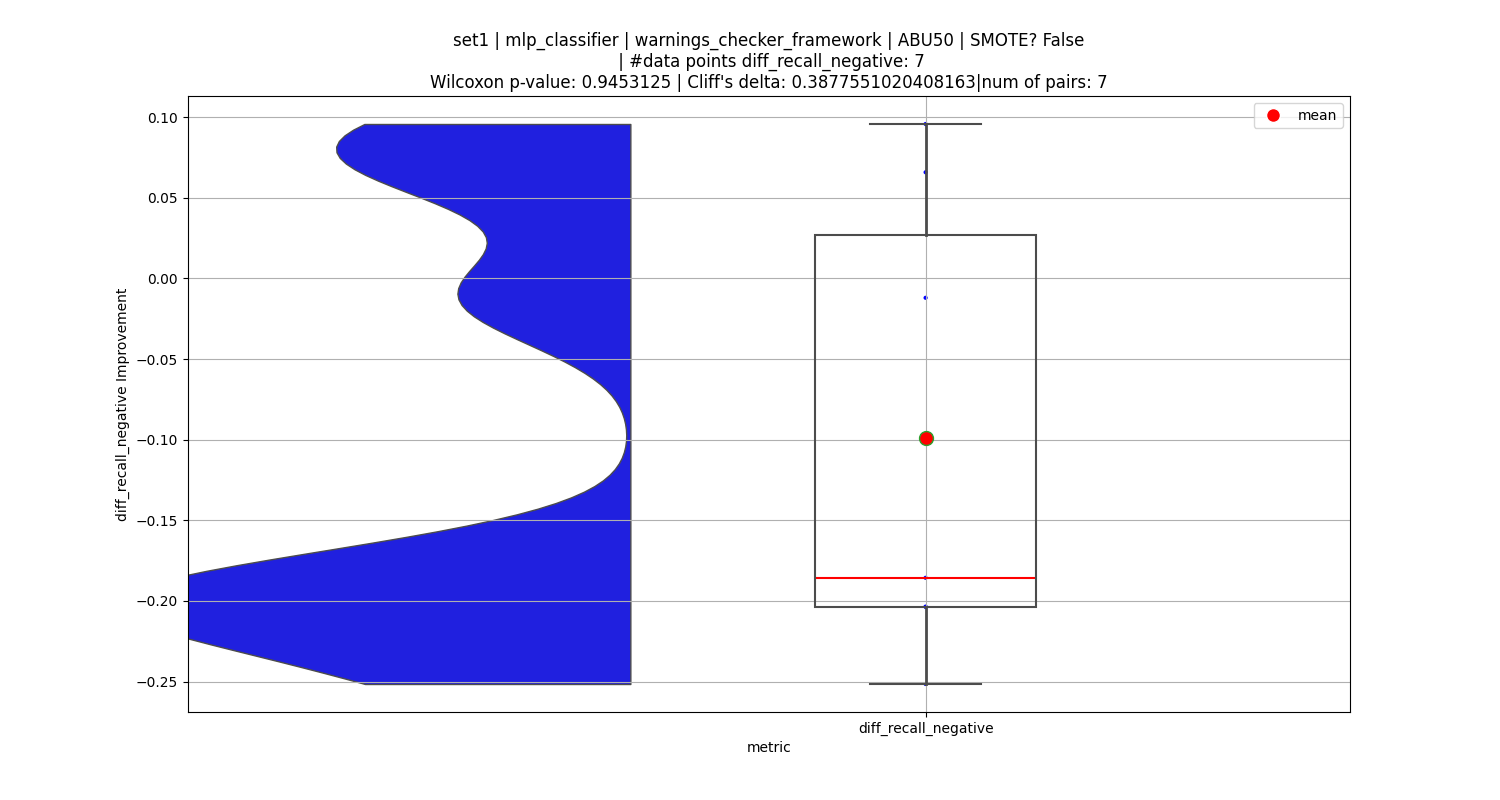 set1 | mlp_classifier | warnings_checker_framework | ABU50 | SMOTE? False
| #data points diff_recall_negative: 7
Wilcoxon p-value: 0.9453125 | Cliff's delta: 0.3877551020408163|num of pairs: 7
mean
0.10
0.05
0.00
−0.05
−0.10
−0.15
−0.20
−0.25
diff_recall_negative Improvement
diff_recall_negative
metric